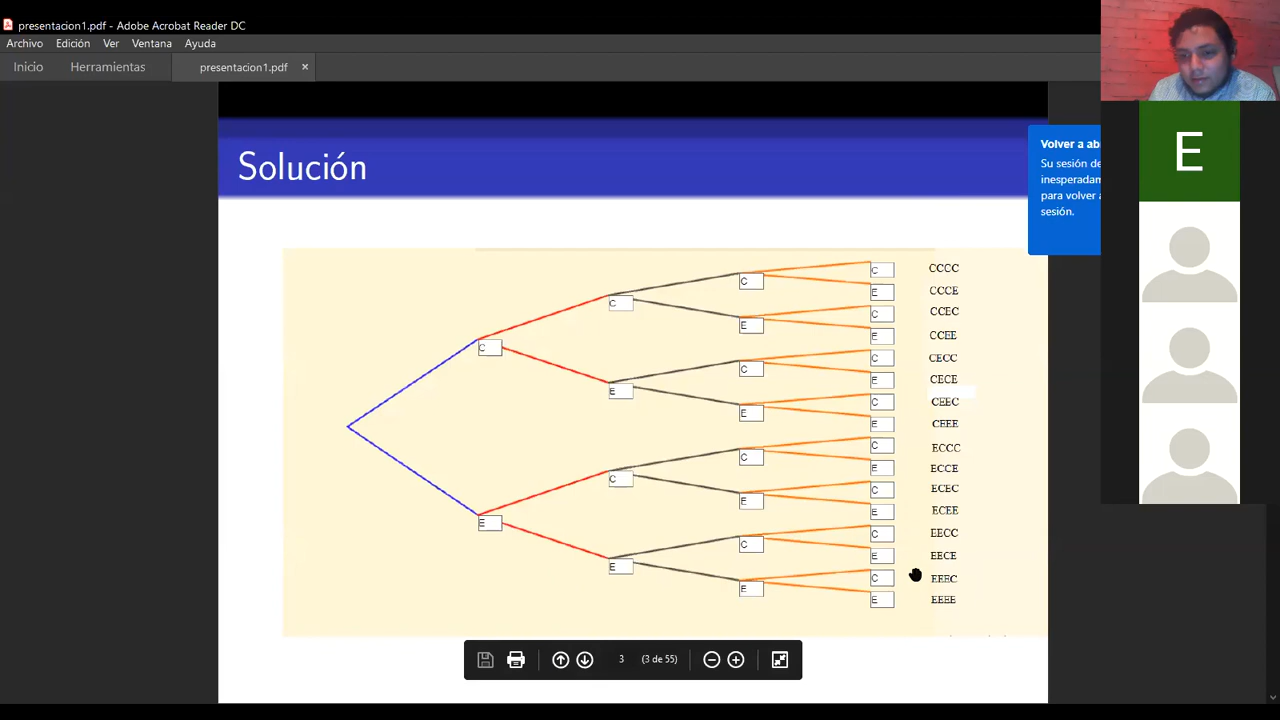 presentacion1.pdf - Adobe Acrobat Reader DC
Archivo Edición Ver Ventana Ayuda
Inicio Herramientas presentacion1.pdf ×
Solución
Volver a ab
Su sesión de
inesperadam
para volver a
sesión.
E
C
E
C
E
C
E
C
E
C
E
C
E
C
E
C CCCC
E CCCE
C CCEC
E CCEE
C CECC
E CECE
C CEEC
E CEEE
C ECCC
E ECCE
C ECEC
E ECEE
C EECC
E EECE
C EEEC
E EEEE
3 (3 de 55)